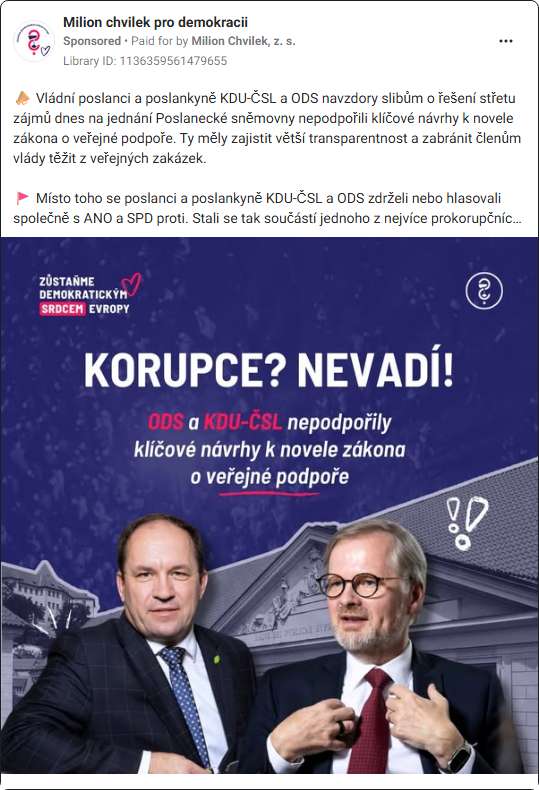 Milion chvilek pro demokracii
Sponsored • Paid for by Milion Chvilek, z. s.
Library ID: 1136359561479655
Vládní poslanci a poslankyně KDU-ČSL a ODS navzdory slibům o řešení střetu
zájmů dnes na jednání Poslanecké sněmovny nepodpořili klíčové návrhy k novele
zákona o veřejné podpoře. Ty měly zajistit větší transparentnost a zabránit členům
vlády těžit z veřejných zakázek.
Místo toho se poslanci a poslankyně KDU-ČSL a ODS zdrželi nebo hlasovali
společně s ANO a SPD proti. Stali se tak součástí jednoho z nejvíce prokorupčníc...
ZŮSTAŇME
DEMOKRATICKÝM
SRDCEM EVROPY
KORUPCE? NEVADÍ!
ODS a KDU-ČSL nepodpořily
klíčové návrhy k novele zákona
o veřejné podpoře
!!